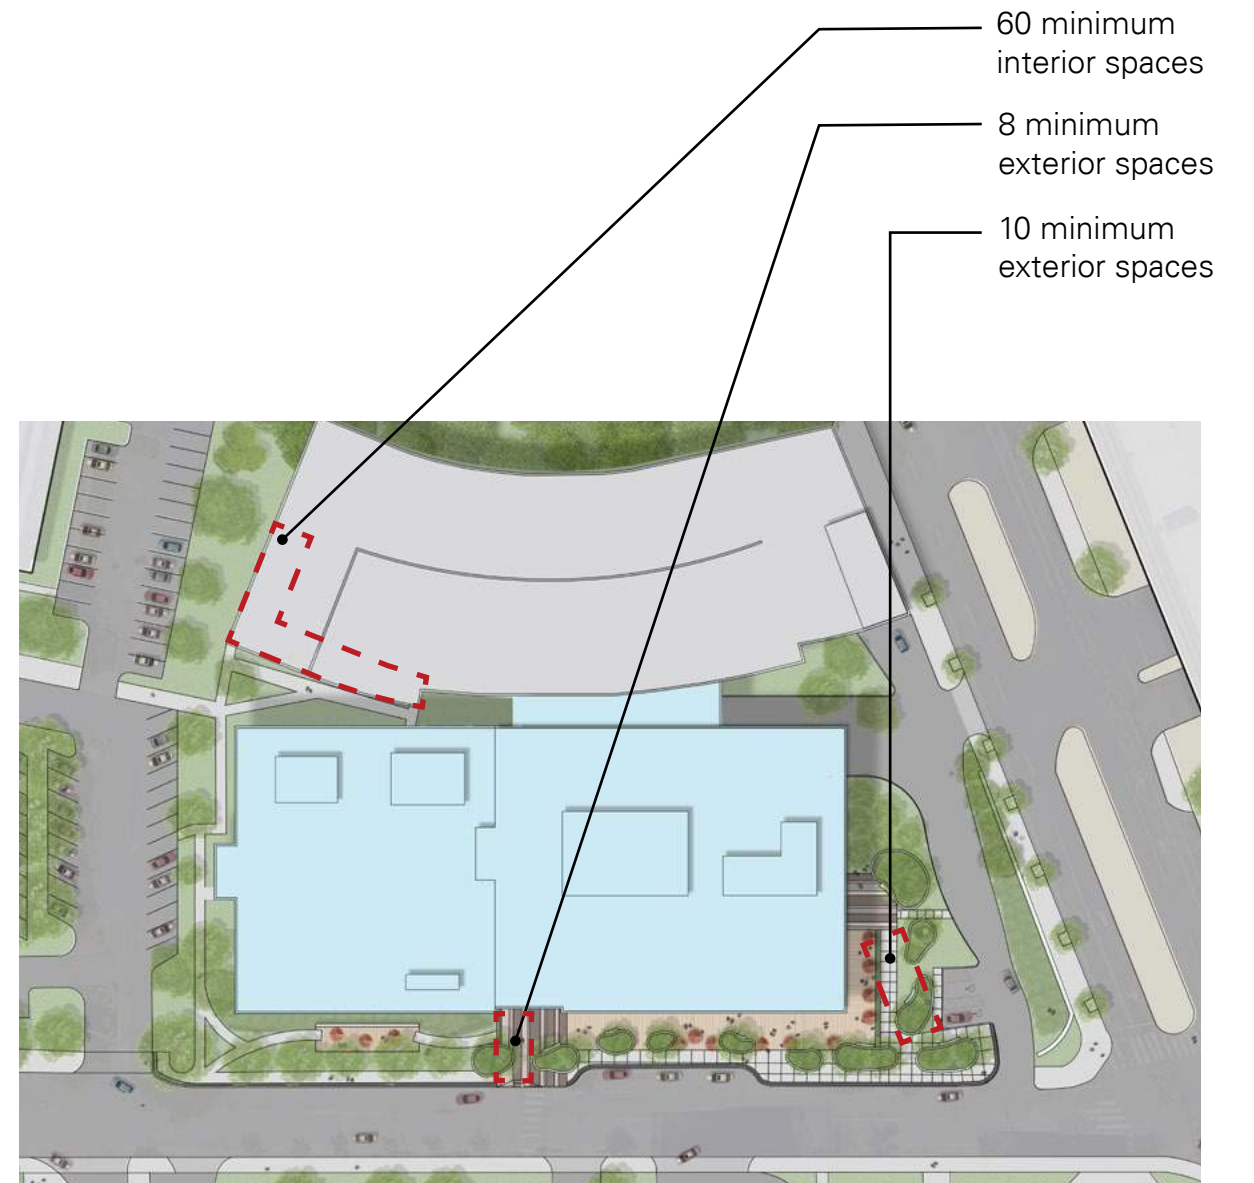 60 minimum
interior spaces
8 minimum
exterior spaces
10 minimum
exterior spaces